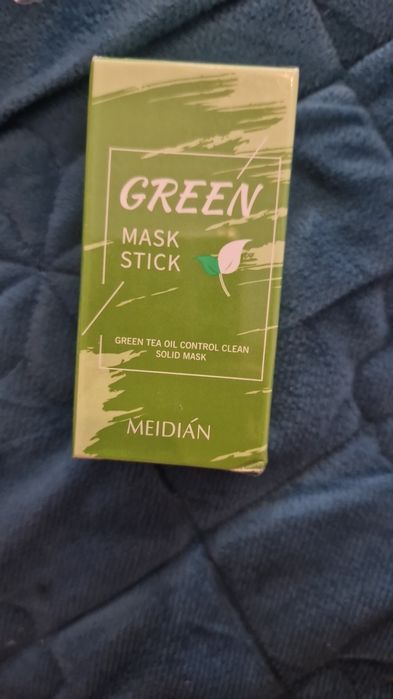 GREEN
MASK
STICK
GREEN TEA OIL CONTROL CLEAN
SOLID MASK
MEIDIÁN